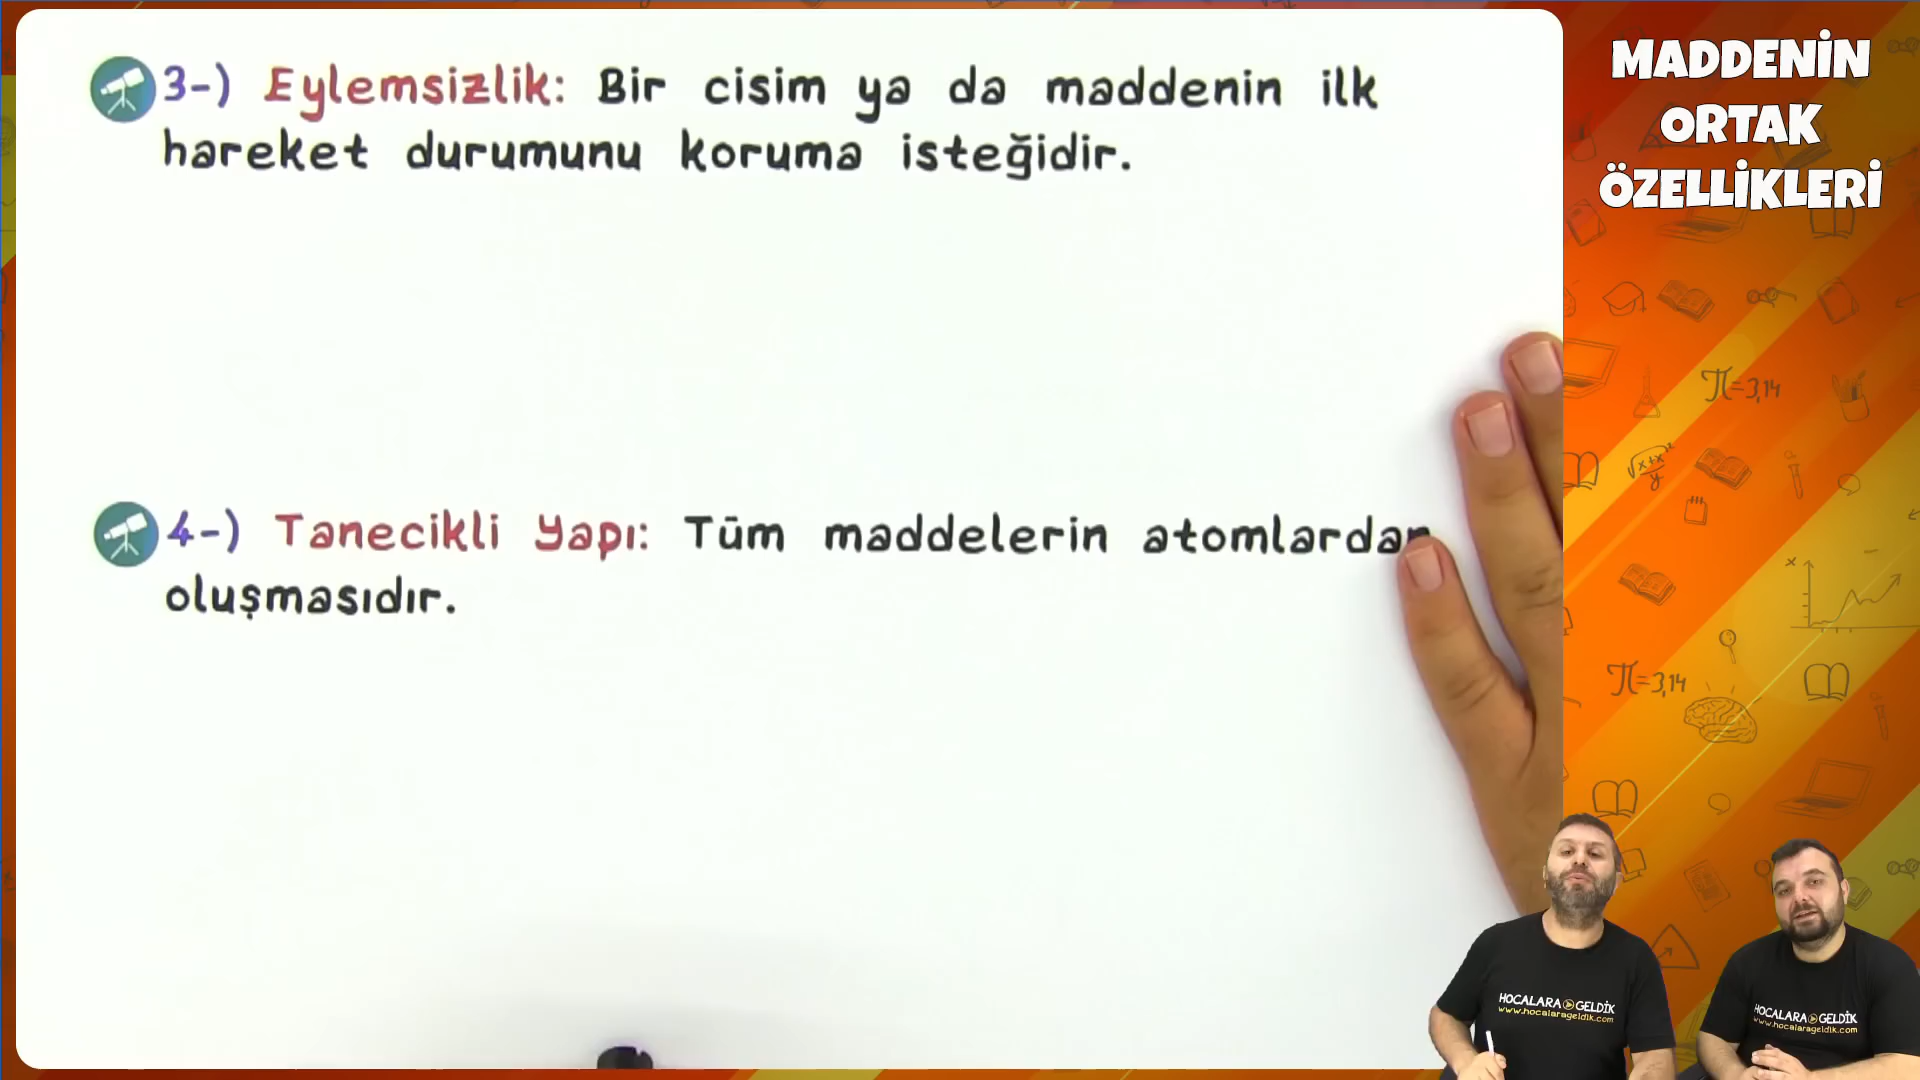 3-) Eylemsizlik: Bir cisim ya da maddenin ilk
hareket durumunu koruma isteğidir.
4-) Tanecikli Yapı: Tüm maddelerin atomlardan
oluşmasıdır.
MADDENİN
ORTAK
ÖZELLİKLERİ
π=3,14
√x+x²
y
x
π=3,14
HOCALARA GELDİK
www.hocalarageldik.com
HOCALARA GELDİK
www.hocalarageldik.com